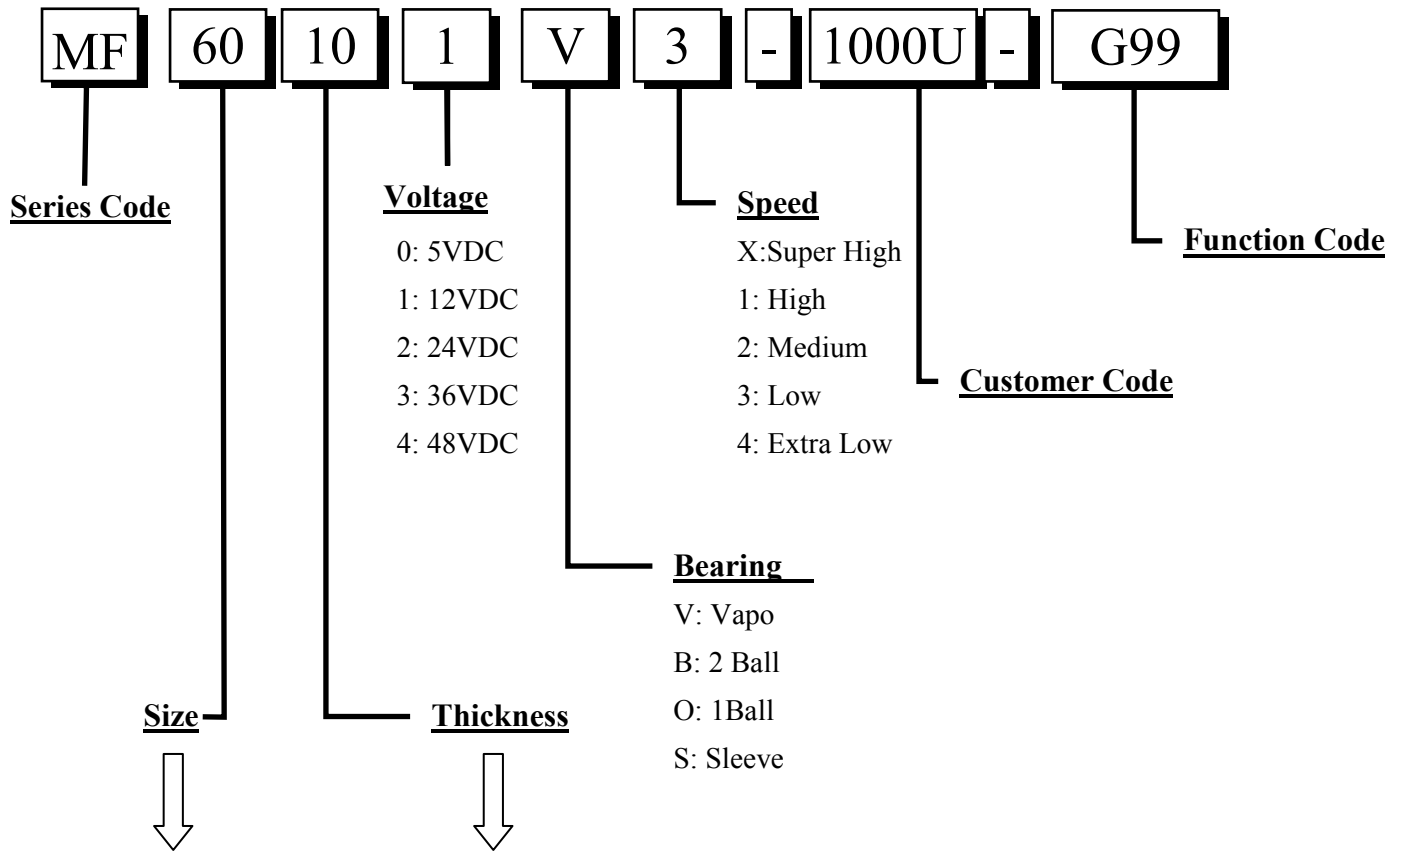 MF 60 10 1 V 3 - 1000U - G99
Series Code
Voltage
0: 5VDC
1: 12VDC
2: 24VDC
3: 36VDC
4: 48VDC
Speed
X:Super High
1: High
2: Medium
3: Low
4: Extra Low
Function Code
Customer Code
Bearing
V: Vapo
B: 2 Ball
O: 1Ball
S: Sleeve
Size
Thickness